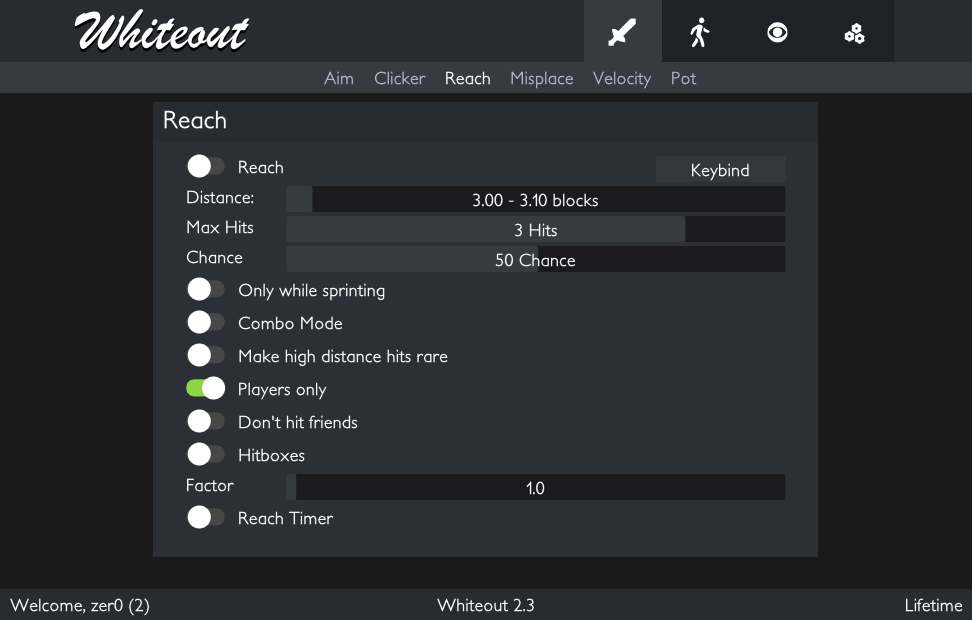 Whiteout
Aim Clicker Reach Misplace Velocity Pot
Reach
Reach Keybind
Distance: 3.00 - 3.10 blocks
Max Hits 3 Hits
Chance 50 Chance
Only while sprinting
Combo Mode
Make high distance hits rare
Players only
Don't hit friends
Hitboxes
Factor 1.0
Reach Timer
Welcome, zer0 (2) Whiteout 2.3 Lifetime